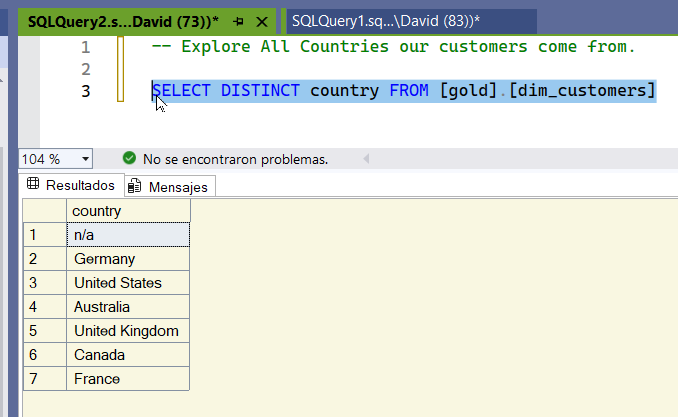 SQLQuery2.s...David (73))* SQLQuery1.sq...\David (83))*
1 -- Explore All Countries our customers come from.
2
3 SELECT DISTINCT country FROM [gold].[dim_customers]
104 % No se encontraron problemas.
Resultados Mensajes
country
1 n/a
2 Germany
3 United States
4 Australia
5 United Kingdom
6 Canada
7 France